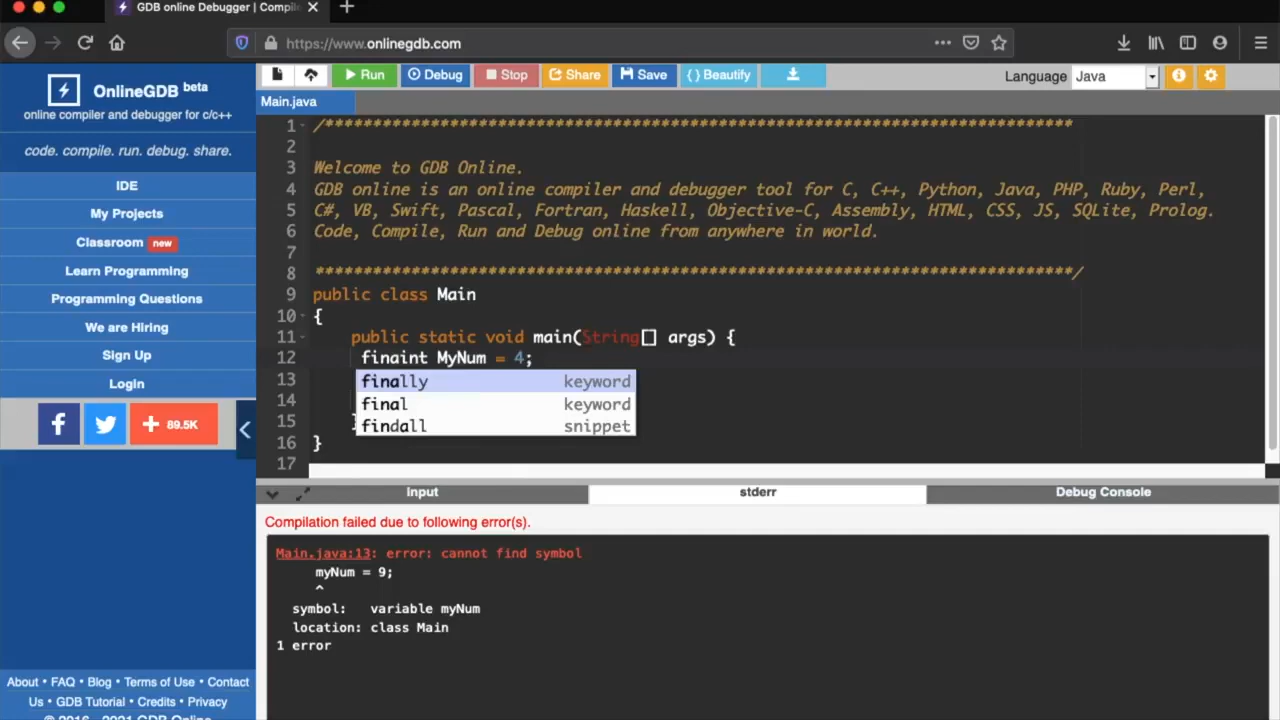 GDB online Debugger | Compil
https://www.onlinegdb.com
OnlineGDB beta
online compiler and debugger for c/c++
code. compile. run. debug. share.
IDE
My Projects
Classroom new
Learn Programming
Programming Questions
We are Hiring
Sign Up
Login
89.5K
About • FAQ • Blog • Terms of Use • Contact
Us • GDB Tutorial • Credits • Privacy
© 2016 - 2021 GDB Online
Run Debug Stop Share Save { } Beautify
Language Java
Main.java
1 /******************************************************************************
2
3 Welcome to GDB Online.
4 GDB online is an online compiler and debugger tool for C, C++, Python, Java, PHP, Ruby, Perl,
5 C#, VB, Swift, Pascal, Fortran, Haskell, Objective-C, Assembly, HTML, CSS, JS, SQLite, Prolog.
6 Code, Compile, Run and Debug online from anywhere in world.
7
8 *******************************************************************************/
9 public class Main
10 {
11 public static void main(String[] args) {
12 finaint MyNum = 4;
13 finally keyword
14 final keyword
15 findall snippet
16 }
17
input stderr Debug Console
Compilation failed due to following error(s).
Main.java:13: error: cannot find symbol
myNum = 9;
^
symbol: variable myNum
location: class Main
1 error